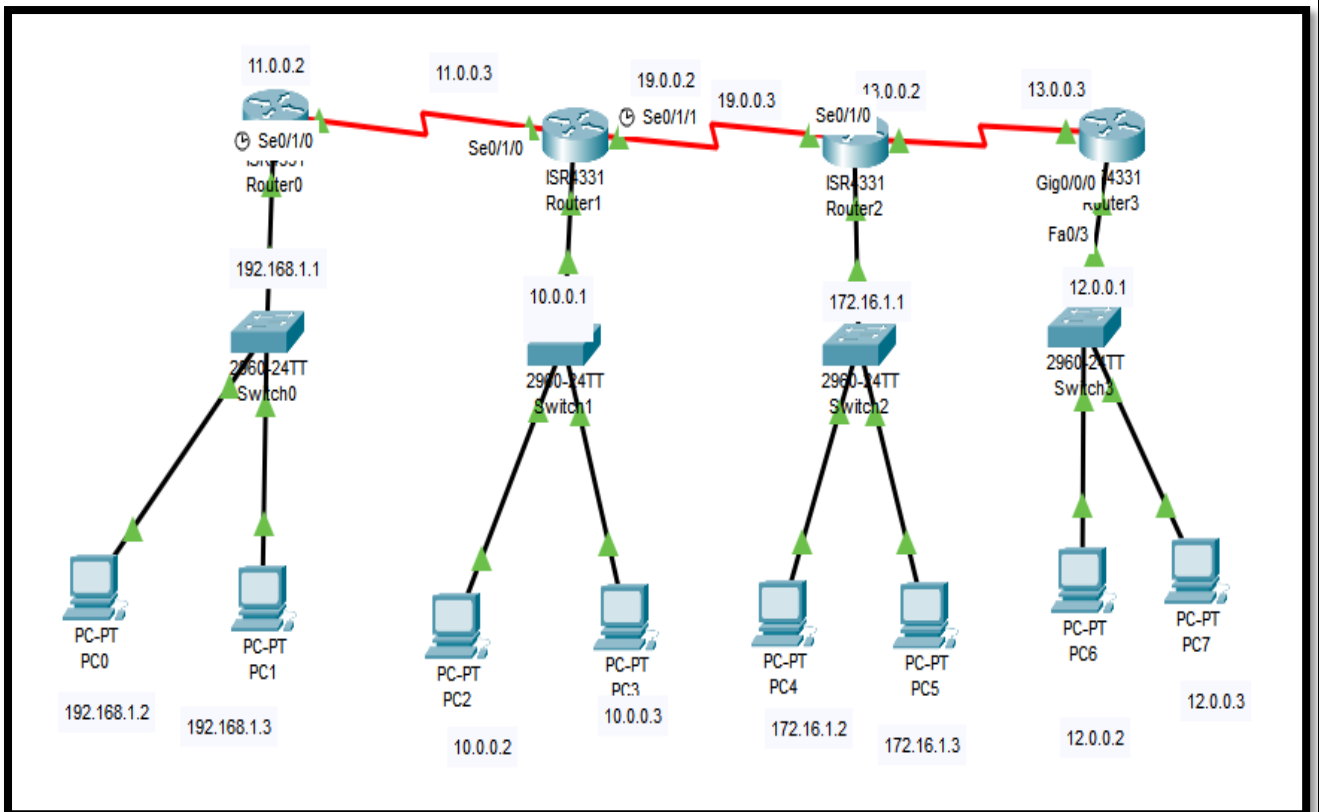 11.0.0.2
11.0.0.3
19.0.0.2
19.0.0.3
13.0.0.2
13.0.0.3
Se0/1/0
Se0/1/0
Se0/1/1
Se0/1/0
Router0
ISR4331
Router1
ISR4331
Router2
Gig0/0/0
4331
Router3
Fa0/3
192.168.1.1
10.0.0.1
172.16.1.1
12.0.0.1
2960-24TT
Switch0
2960-24TT
Switch1
2960-24TT
Switch2
2960-24TT
Switch3
PC-PT
PC0
PC-PT
PC1
PC-PT
PC2
PC-PT
PC3
PC-PT
PC4
PC-PT
PC5
PC-PT
PC6
PC-PT
PC7
192.168.1.2
192.168.1.3
10.0.0.2
10.0.0.3
172.16.1.2
172.16.1.3
12.0.0.2
12.0.0.3